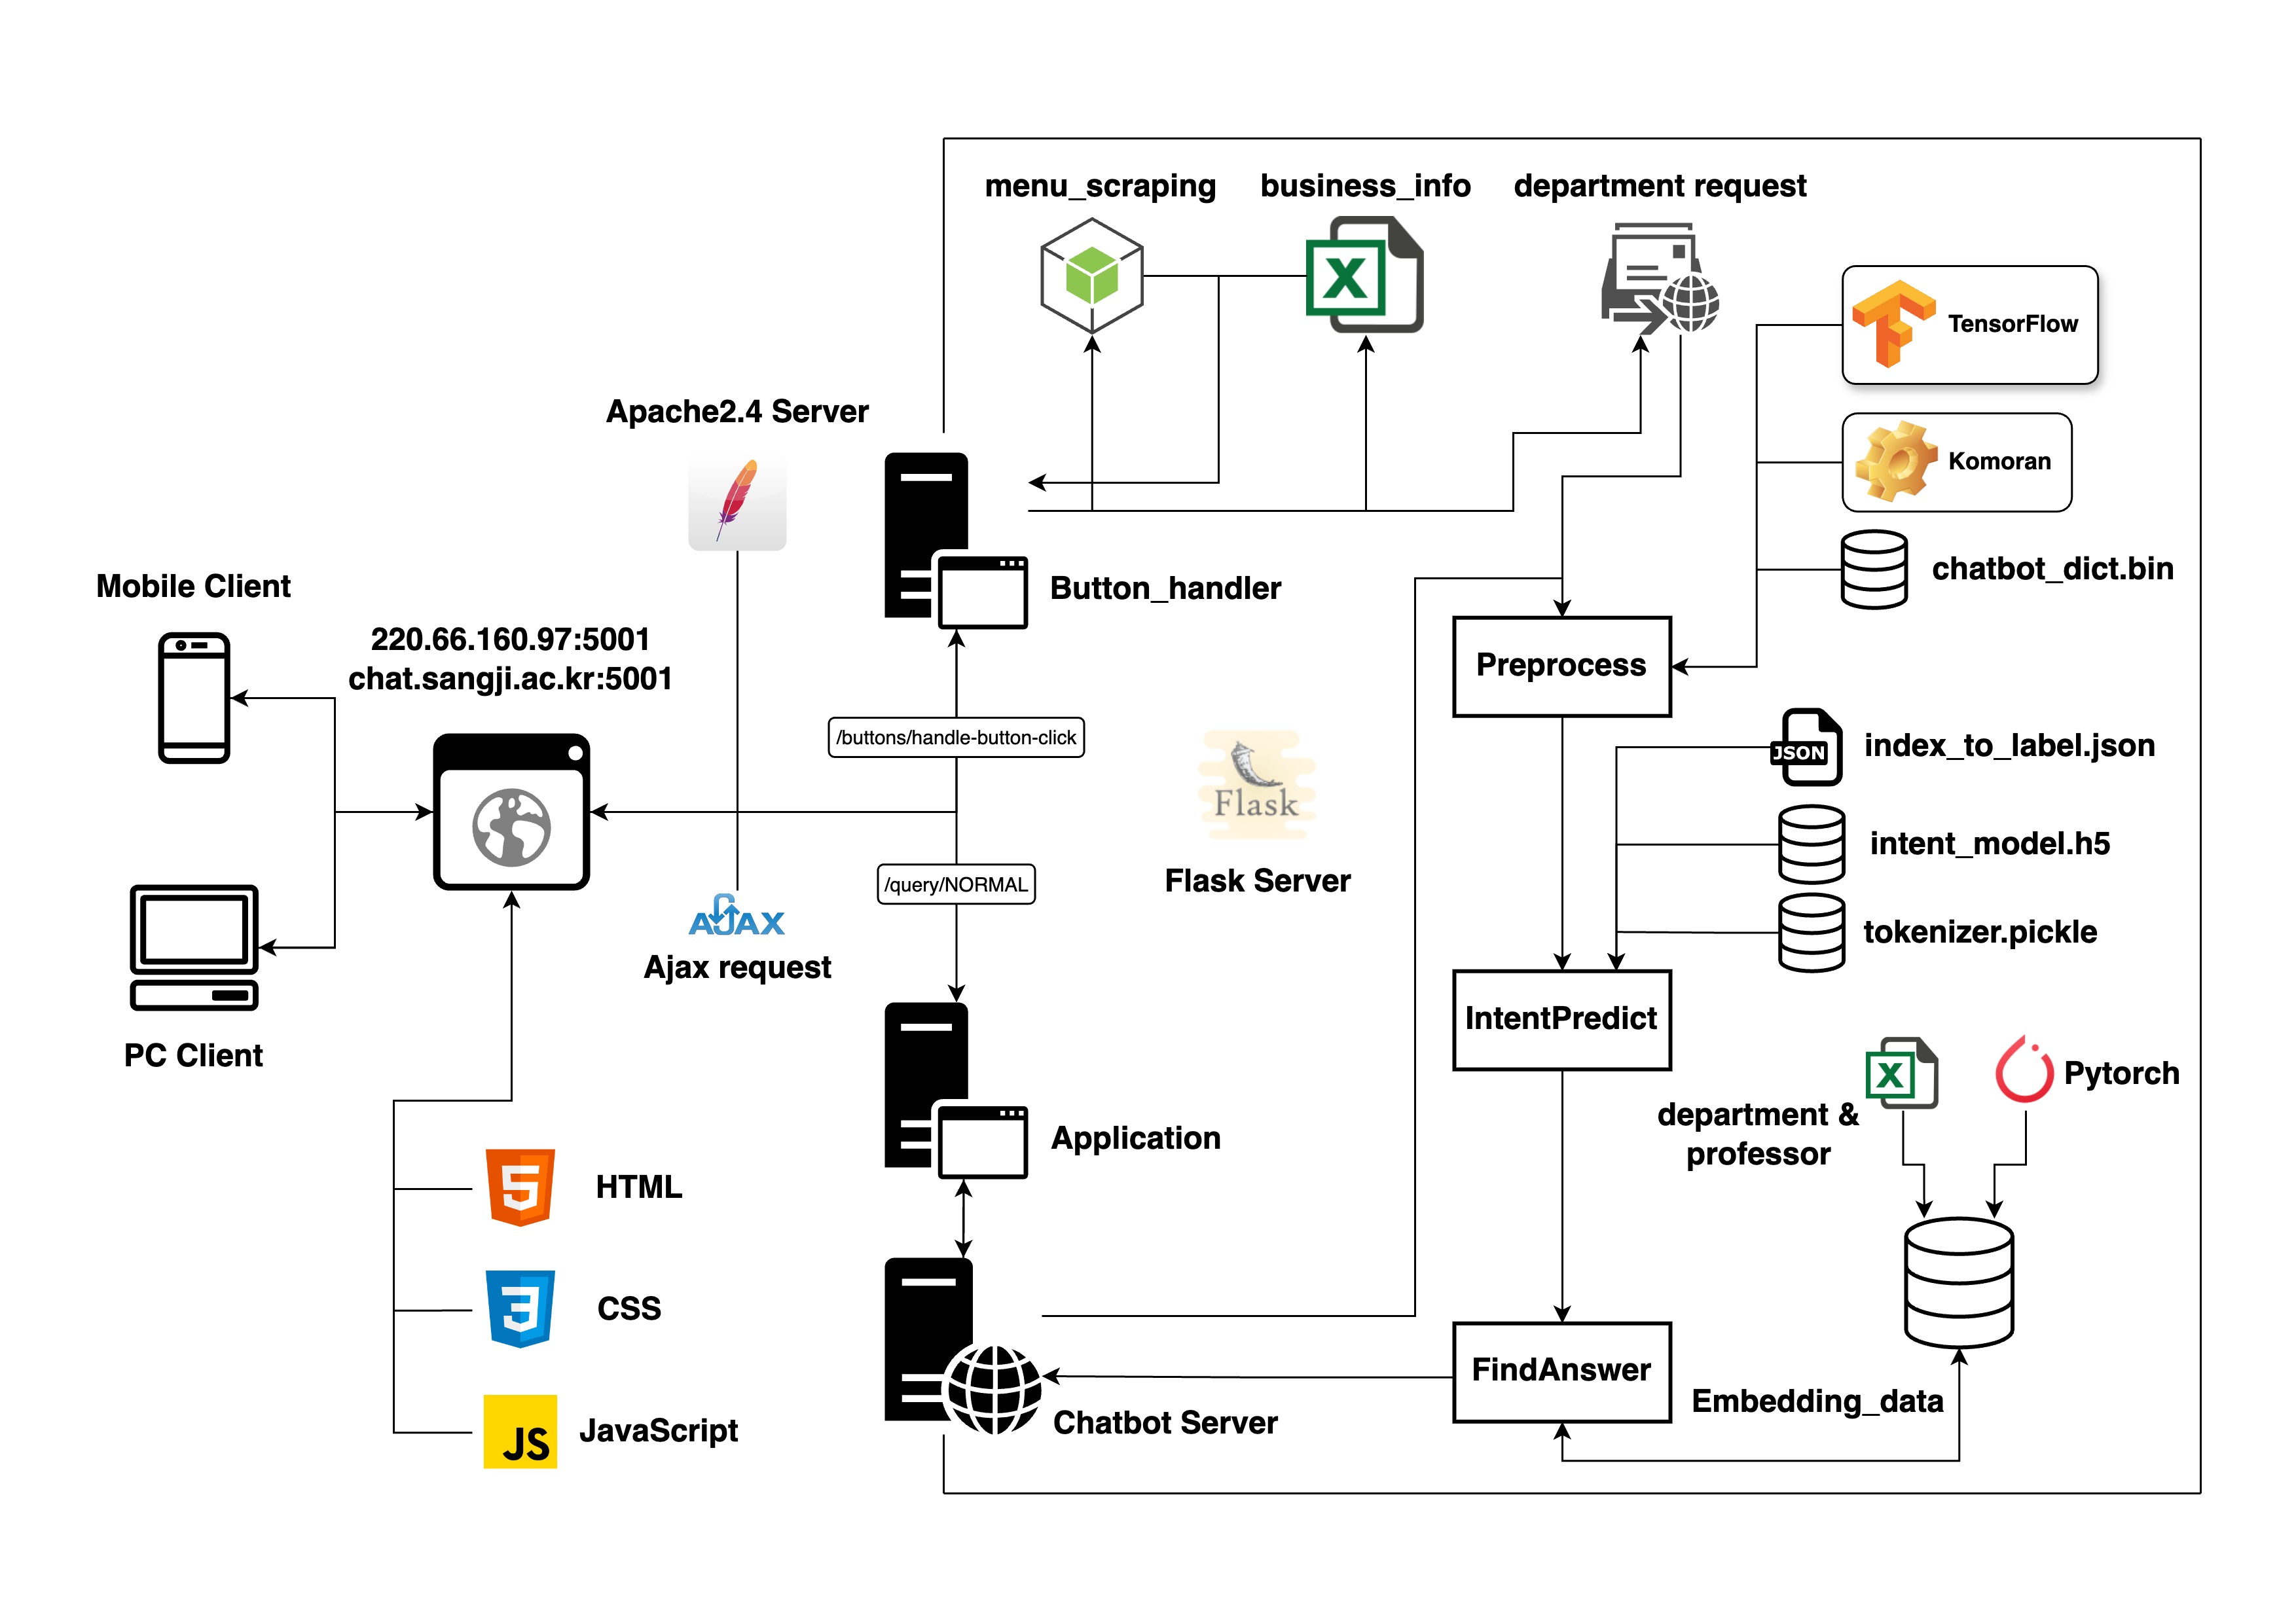 menu_scraping
business_info
department request
TensorFlow
Apache2.4 Server
Komoran
chatbot_dict.bin
Mobile Client
Button_handler
220.66.160.97:5001
chat.sangji.ac.kr:5001
Preprocess
/buttons/handle-button-click
JSON
index_to_label.json
Flask
Flask Server
intent_model.h5
/query/NORMAL
AJAX
Ajax request
tokenizer.pickle
IntentPredict
PC Client
X
Pytorch
department &
professor
Application
5
HTML
3
CSS
FindAnswer
Embedding_data
Chatbot Server
JS
JavaScript
X